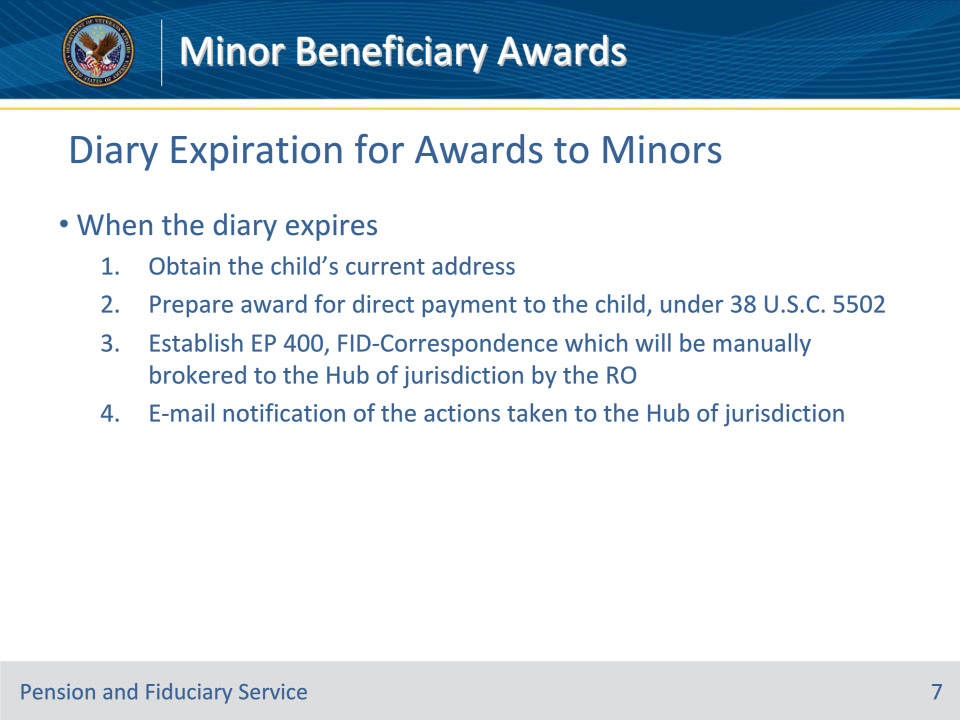 Minor Beneficiary Awards
Diary Expiration for Awards to Minors
• When the diary expires
1. Obtain the child’s current address
2. Prepare award for direct payment to the child, under 38 U.S.C. 5502
3. Establish EP 400, FID-Correspondence which will be manually
brokered to the Hub of jurisdiction by the RO
4. E-mail notification of the actions taken to the Hub of jurisdiction
Pension and Fiduciary Service
7